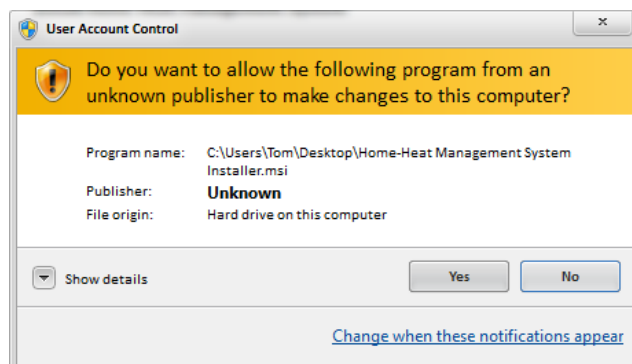 User Account Control
x
Do you want to allow the following program from an
unknown publisher to make changes to this computer?
Program name: C:\Users\Tom\Desktop\Home-Heat Management System
Installer.msi
Publisher: Unknown
File origin: Hard drive on this computer
Show details
Yes
No
Change when these notifications appear